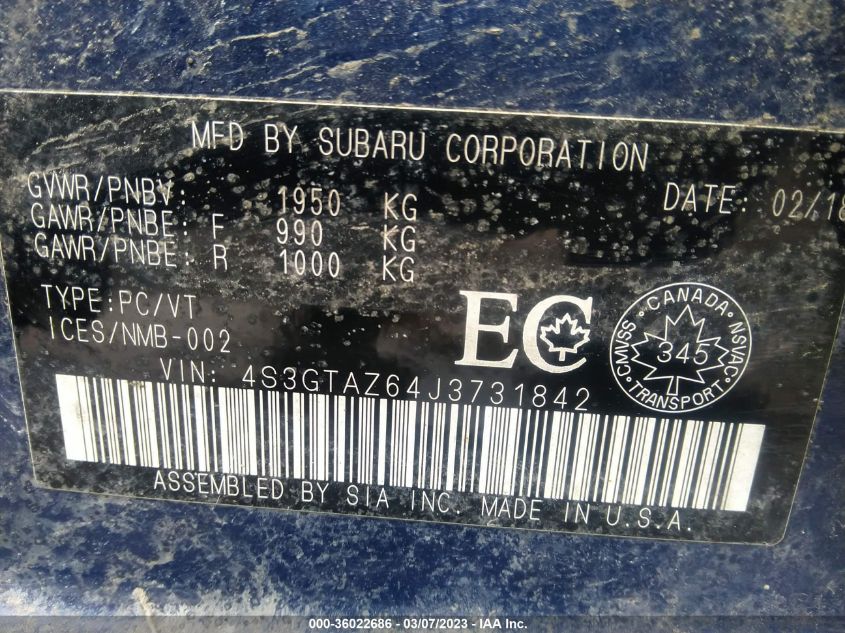 MFD BY SUBARU CORPORATION
GVWR/PNBV: 1950 KG DATE: 02/18
GAWR/PNBE: F 990 KG
GAWR/PNBE: R 1000 KG
TYPE:PC/VT
ICES/NMB-002
EC
CANADA
CMVSS 345 NSVAC
TRANSPORT
VIN: 4S3GTAZ64J3731842
ASSEMBLED BY SIA INC. MADE IN U.S.A.
000-36022686 - 03/07/2023 - IAA Inc.